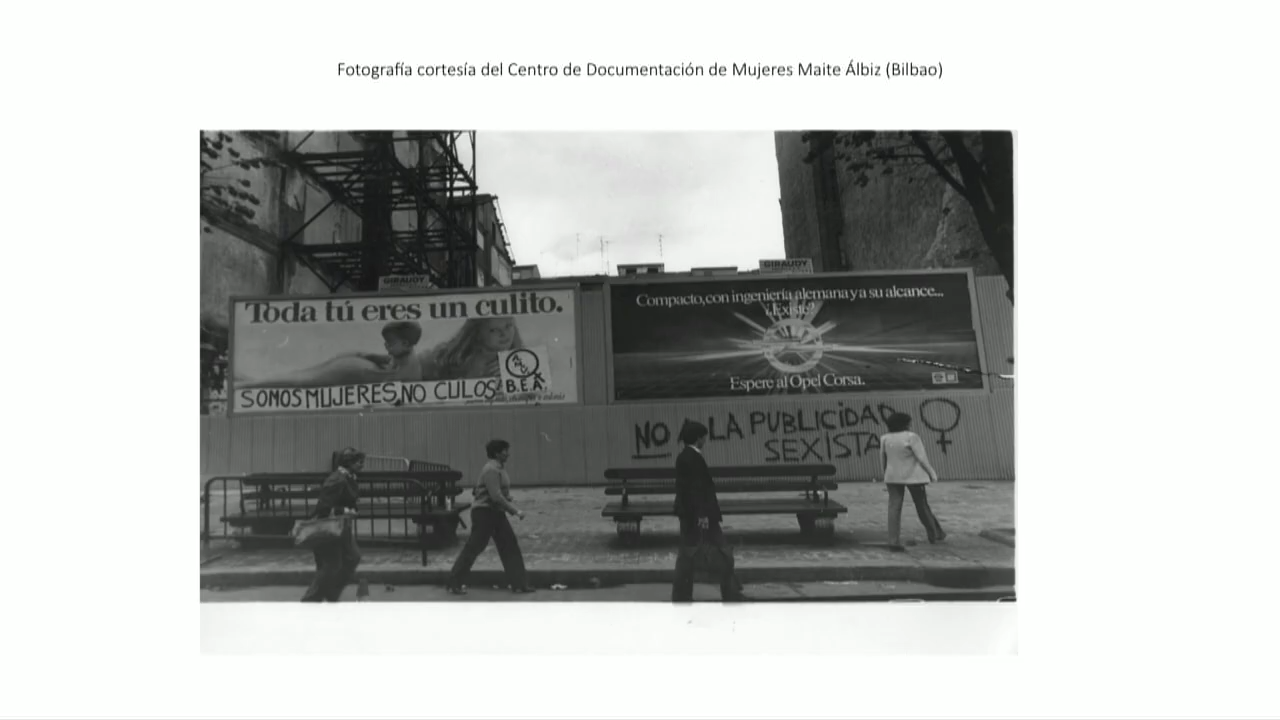 Fotografía cortesía del Centro de Documentación de Mujeres Maite Álbiz (Bilbao)
GIRAUDY
GIRAUDY
Toda tú eres un culito.
SOMOS MUJERES, NO CULOS
B.E.A.
Compacto, con ingeniería alemana y a su alcance...
¿Existe?
Espere al Opel Corsa.
NO A LA PUBLICIDAD
SEXISTA